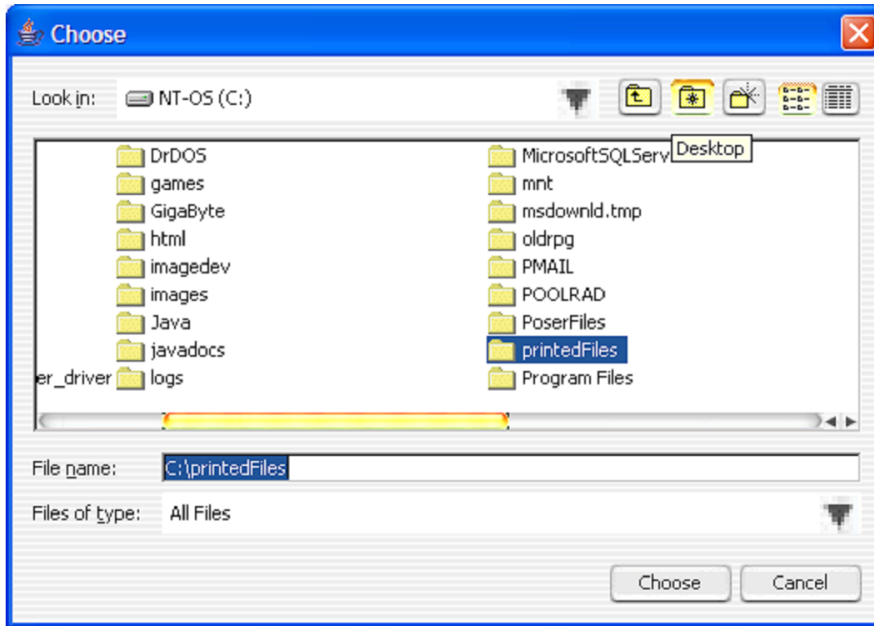 Choose
Look in: NT-OS (C:)
Desktop
DrDOS MicrosoftSQLServ
games mnt
GigaByte msdownld.tmp
html oldrpg
imagedev PMAIL
images POOLRAD
Java PoserFiles
javadocs printedFiles
er_driver logs Program Files
File name: C:\printedFiles
Files of type: All Files
Choose Cancel